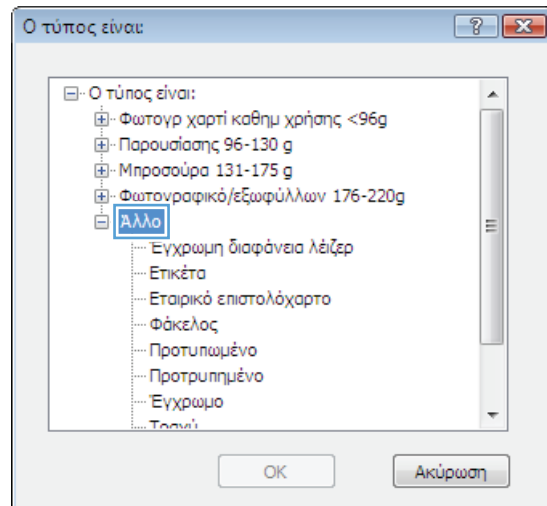 Ο τύπος είναι:
?
Ο τύπος είναι:
Φωτογρ χαρτί καθημ χρήσης <96g
Παρουσίασης 96-130 g
Μπροσούρα 131-175 g
Φωτογραφικό/εξωφύλλων 176-220g
Άλλο
Έγχρωμη διαφάνεια λέιζερ
Ετικέτα
Εταιρικό επιστολόχαρτο
Φάκελος
Προτυπωμένο
Προτρυπημένο
Έγχρωμο
Τραχύ
OK
Ακύρωση